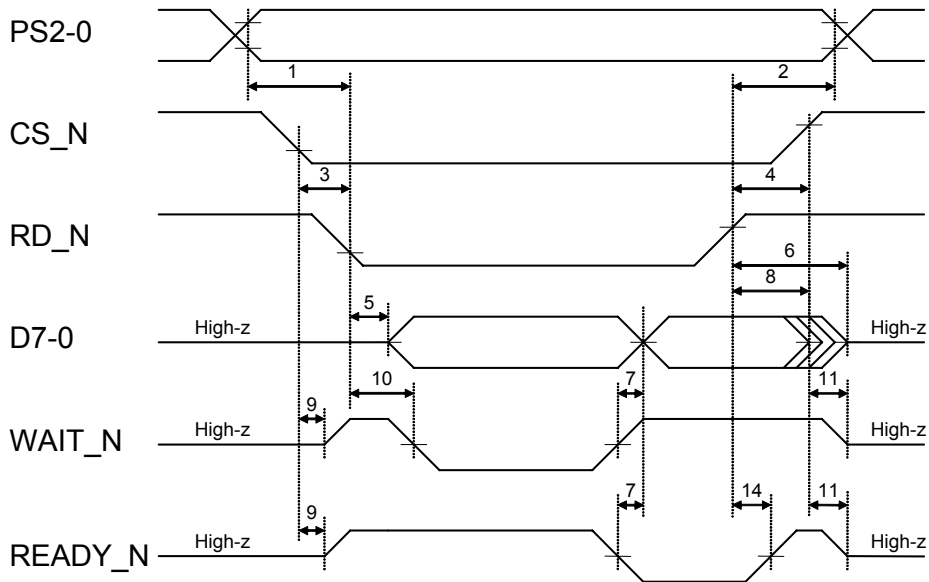 PS2-0
1
2
CS_N
3
4
RD_N
6
8
High-z
5
High-z
D7-0
10
7
11
9
High-z
High-z
WAIT_N
7
14
11
9
High-z
High-z
READY_N